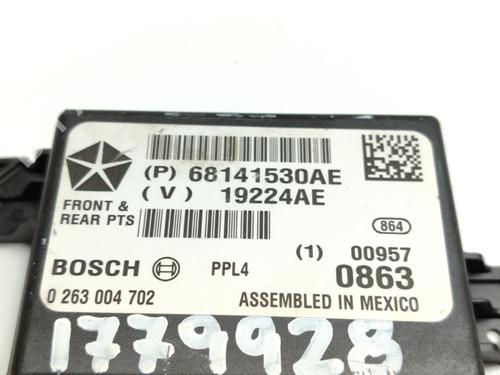 (P) 68141530AE
(V) 19224AE
FRONT &
REAR PTS
864
(1) 00957
BOSCH PPL4 0863
0 263 004 702 ASSEMBLED IN MEXICO
1779928